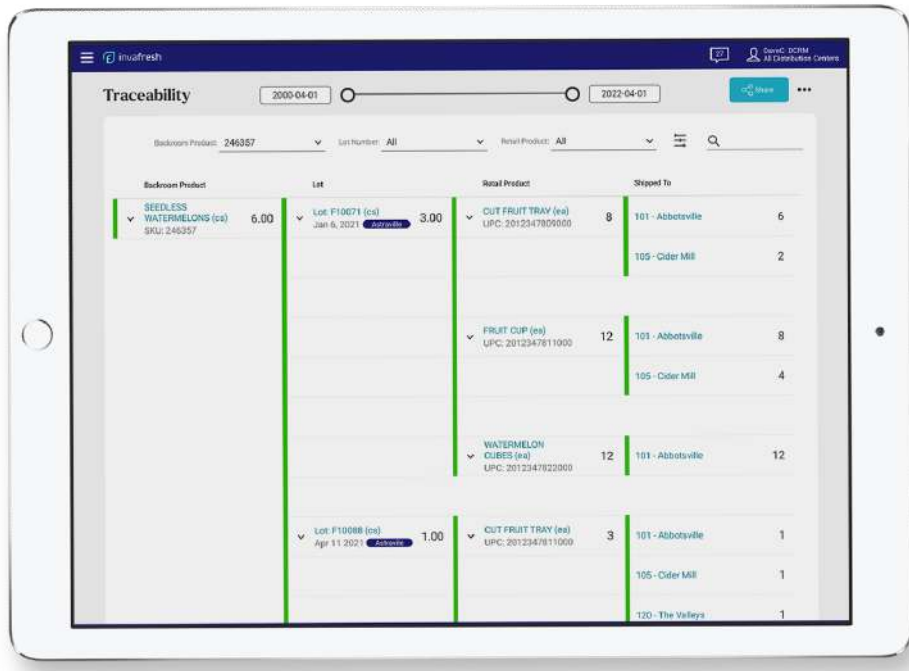 invafresh
27
DCRM
All Distribution Centers
Traceability
2000-04-01
2022-04-01
Share
Backroom Product: 246357
Lot Number: All
Retail Product: All
Backroom Product
Lot
Retail Product
Shipped To
SEEDLESS
WATERMELONS (cs)
SKU: 246357
6.00
Lot: F10071 (cs)
Jan 6, 2021 Astroville
3.00
CUT FRUIT TRAY (ea)
UPC: 2012347809000
8
101 - Abbotsville 6
105 - Cider Mill 2
FRUIT CUP (ea)
UPC: 2012347811000
12
101 - Abbotsville 8
105 - Cider Mill 4
WATERMELON
CUBES (ea)
UPC: 2012347822000
12
101 - Abbotsville 12
Lot: F10088 (cs)
Apr 11 2021 Astroville
1.00
CUT FRUIT TRAY (ea)
UPC: 2012347811000
3
101 - Abbotsville 1
105 - Cider Mill 1
120 - The Valleys 1